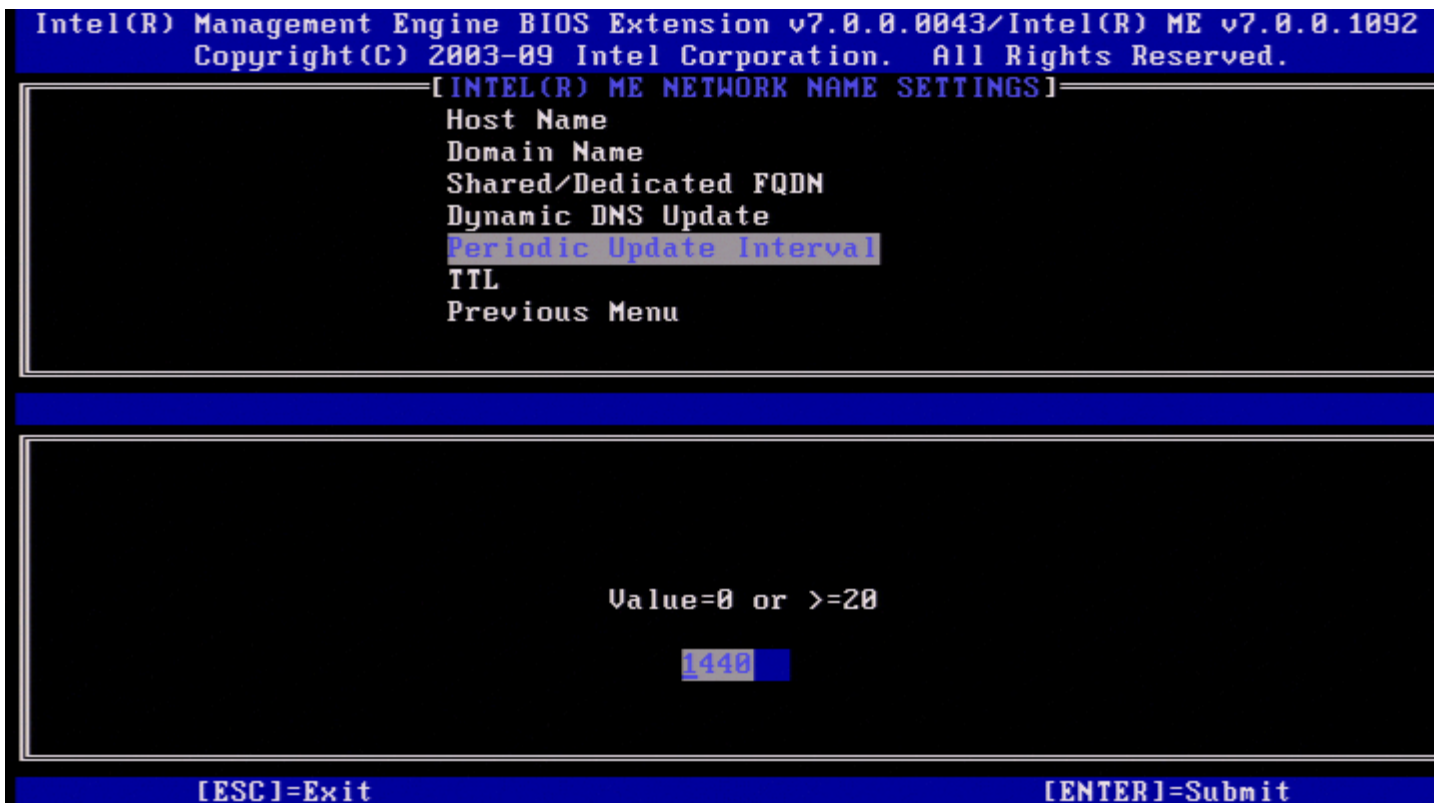 Intel(R) Management Engine BIOS Extension v7.0.0.0043/Intel(R) ME v7.0.0.1092
Copyright(C) 2003-09 Intel Corporation. All Rights Reserved.
[INTEL(R) ME NETWORK NAME SETTINGS]
Host Name
Domain Name
Shared/Dedicated FQDN
Dynamic DNS Update
Periodic Update Interval
TTL
Previous Menu
Value=0 or >=20
1440
[ESC]=Exit [ENTER]=Submit